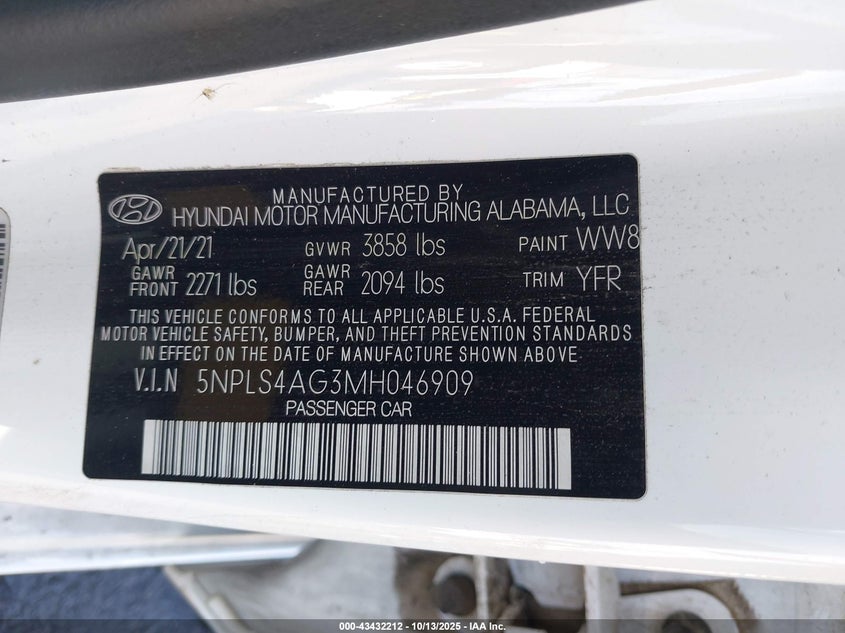 MANUFACTURED BY
HYUNDAI MOTOR MANUFACTURING ALABAMA, LLC
Apr/21/21 GVWR 3858 lbs PAINT WW8
GAWR FRONT 2271 lbs GAWR REAR 2094 lbs TRIM YFR
THIS VEHICLE CONFORMS TO ALL APPLICABLE U.S.A. FEDERAL
MOTOR VEHICLE SAFETY, BUMPER, AND THEFT PREVENTION STANDARDS
IN EFFECT ON THE DATE OF MANUFACTURE SHOWN ABOVE.
V.I.N 5NPLS4AG3MH046909
PASSENGER CAR
000-43432212 - 10/13/2025 - IAA Inc.